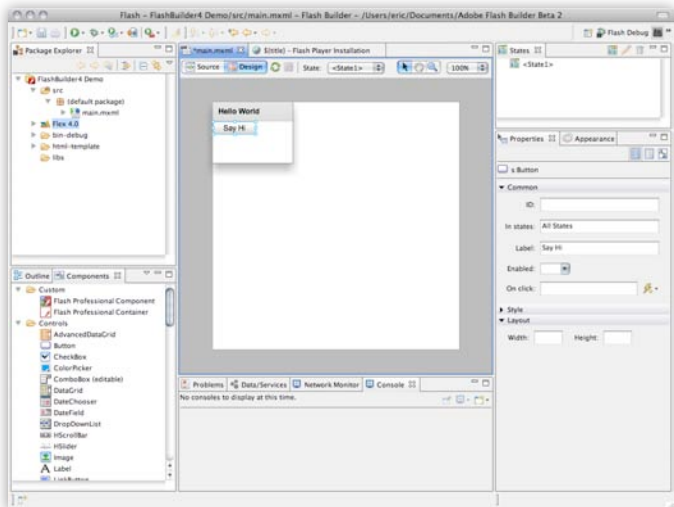 Flash - FlashBuilder4 Demo/src/main.mxml - Flash Builder - /Users/eric/Documents/Adobe Flash Builder Beta 2
Flash Debug
Package Explorer
FlashBuilder4 Demo
src
(default package)
main.mxml
Flex 4.0
bin-debug
html-template
libs
Outline
Components
Custom
Flash Professional Component
Flash Professional Container
Controls
AdvancedDataGrid
Button
CheckBox
ColorPicker
ComboBox (editable)
DataGrid
DateChooser
DateField
DropDownList
HScrollBar
HSlider
Image
Label
LinkButton
*main.mxml
$(title) - Flash Player Installation
Source
Design
State:
<State1>
100%
Hello World
Say Hi
Problems
Data/Services
Network Monitor
Console
No consoles to display at this time.
States
<State1>
Properties
Appearance
s:Button
Common
ID:
In states: All States
Label: Say Hi
Enabled:
On click:
Style
Layout
Width:
Height: